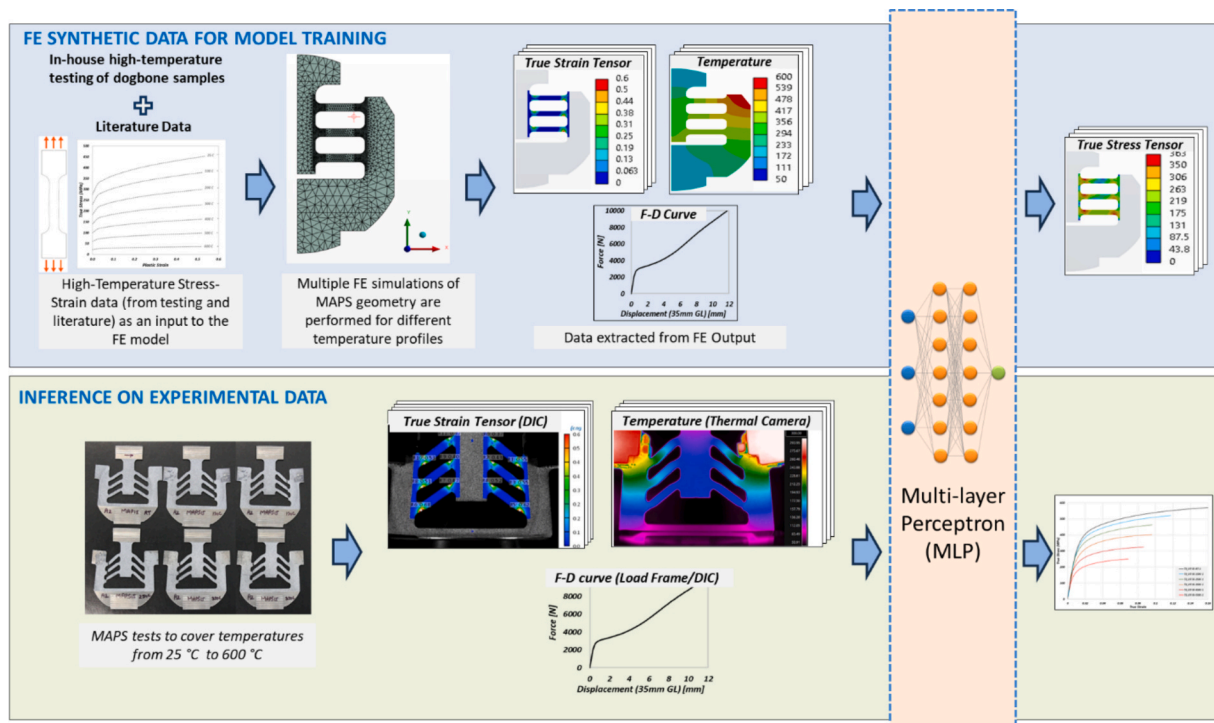 FE SYNTHETIC DATA FOR MODEL TRAINING
In-house high-temperature
testing of dogbone samples
Literature Data
True Stress [MPa]
Plastic Strain
High-Temperature Stress-
Strain data (from testing and
literature) as an input to the
FE model
Y
X
Multiple FE simulations of
MAPS geometry are
performed for different
temperature profiles
True Strain Tensor
0.6
0.5
0.44
0.38
0.31
0.25
0.19
0.13
0.063
0
Temperature
600
539
478
417
356
294
233
172
111
50
F-D Curve
Force [N]
10000
8000
6000
4000
2000
0
0 2 4 6 8 10 12
Displacement (35mm GL) [mm]
Data extracted from FE Output
True Stress Tensor
363
350
306
263
219
175
131
87.5
43.8
0
INFERENCE ON EXPERIMENTAL DATA
MAPS tests to cover temperatures
from 25 °C to 600 °C
True Strain Tensor (DIC)
Temperature (Thermal Camera)
F-D curve (Load Frame/DIC)
Force [N]
8000
6000
4000
2000
0
0 2 4 6 8 10 12
Displacement (35mm GL) [mm]
Multi-layer
Perceptron
(MLP)